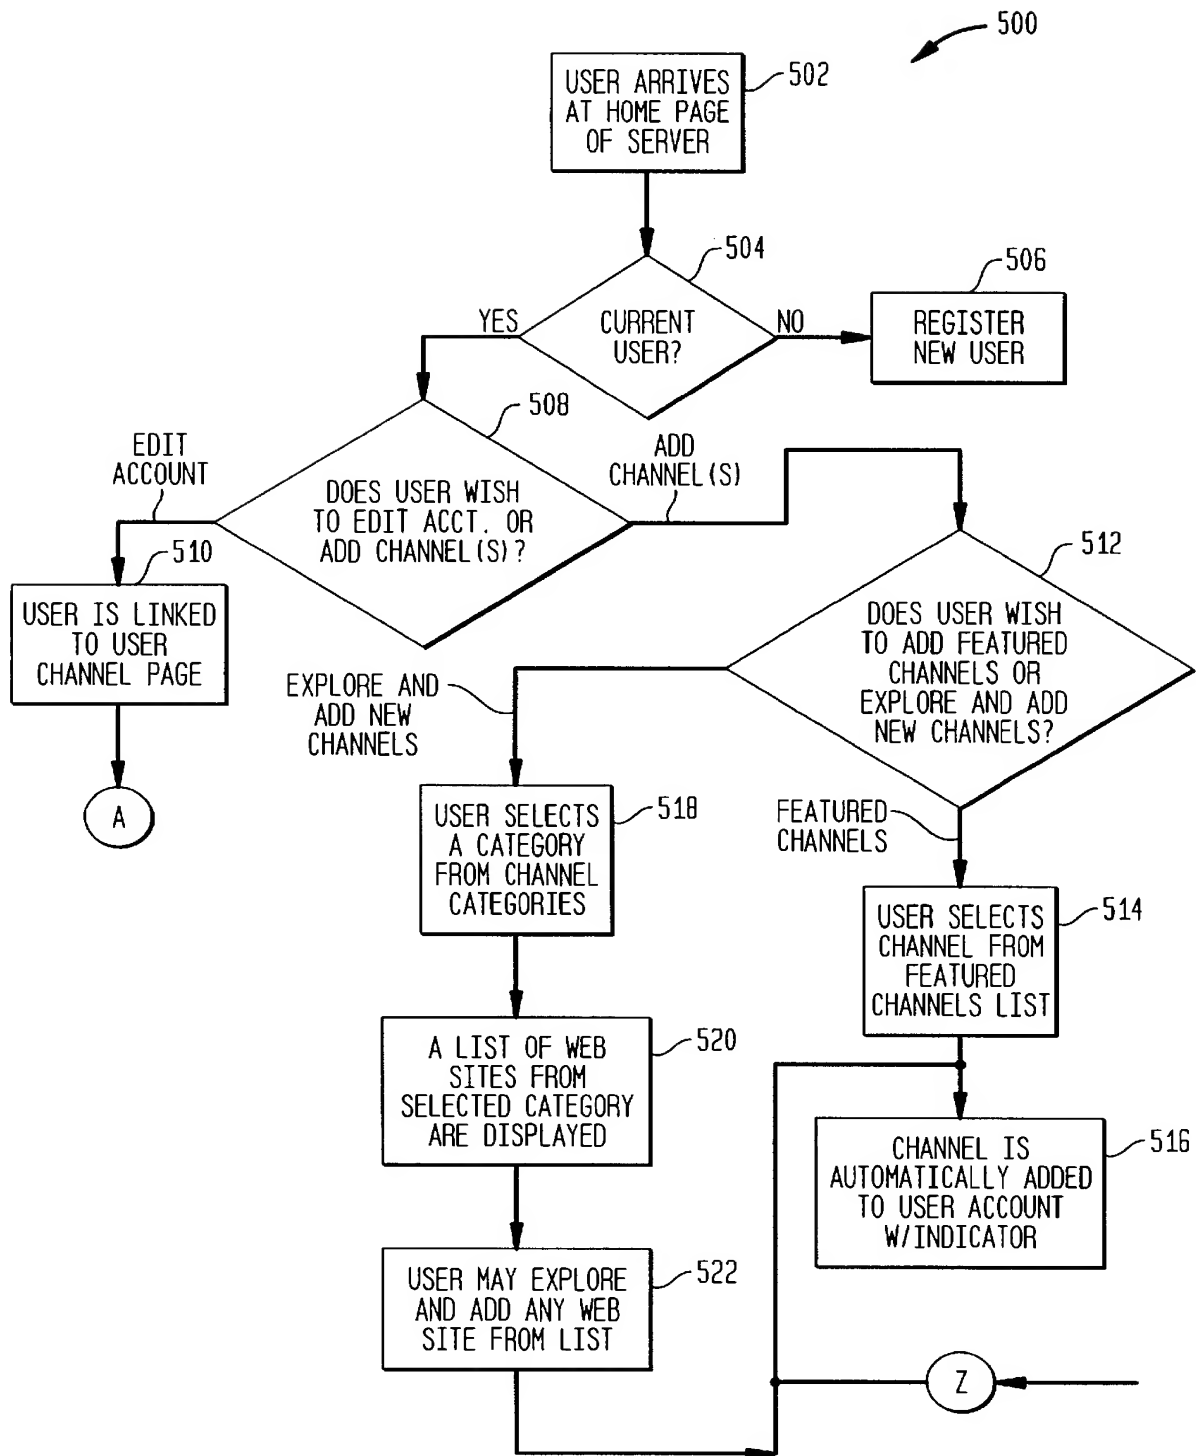 500
USER ARRIVES
AT HOME PAGE
OF SERVER
502
504
CURRENT
USER?
YES
NO
506
REGISTER
NEW USER
508
DOES USER WISH
TO EDIT ACCT. OR
ADD CHANNEL(S)?
EDIT
ACCOUNT
ADD
CHANNEL(S)
510
USER IS LINKED
TO USER
CHANNEL PAGE
A
512
DOES USER WISH
TO ADD FEATURED
CHANNELS OR
EXPLORE AND ADD
NEW CHANNELS?
EXPLORE AND
ADD NEW
CHANNELS
FEATURED
CHANNELS
518
USER SELECTS
A CATEGORY
FROM CHANNEL
CATEGORIES
514
USER SELECTS
CHANNEL FROM
FEATURED
CHANNELS LIST
520
A LIST OF WEB
SITES FROM
SELECTED CATEGORY
ARE DISPLAYED
516
CHANNEL IS
AUTOMATICALLY ADDED
TO USER ACCOUNT
W/INDICATOR
522
USER MAY EXPLORE
AND ADD ANY WEB
SITE FROM LIST
Z